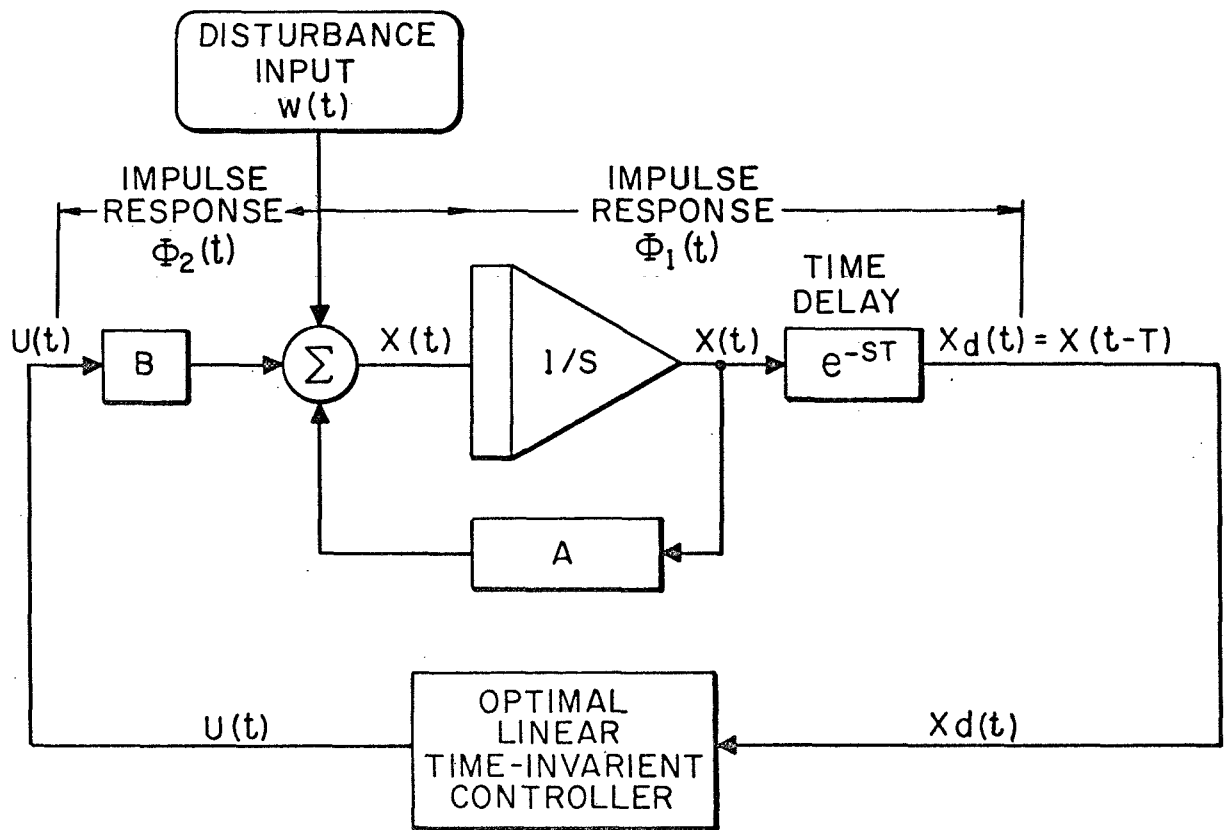 DISTURBANCE
INPUT
w(t)
IMPULSE
RESPONSE
Φ2(t)
IMPULSE
RESPONSE
Φ1(t)
TIME
DELAY
U(t)
B
Σ
X(t)
1/S
X(t)
e-ST
Xd(t) = X(t-T)
A
U(t)
OPTIMAL
LINEAR
TIME-INVARIENT
CONTROLLER
Xd(t)